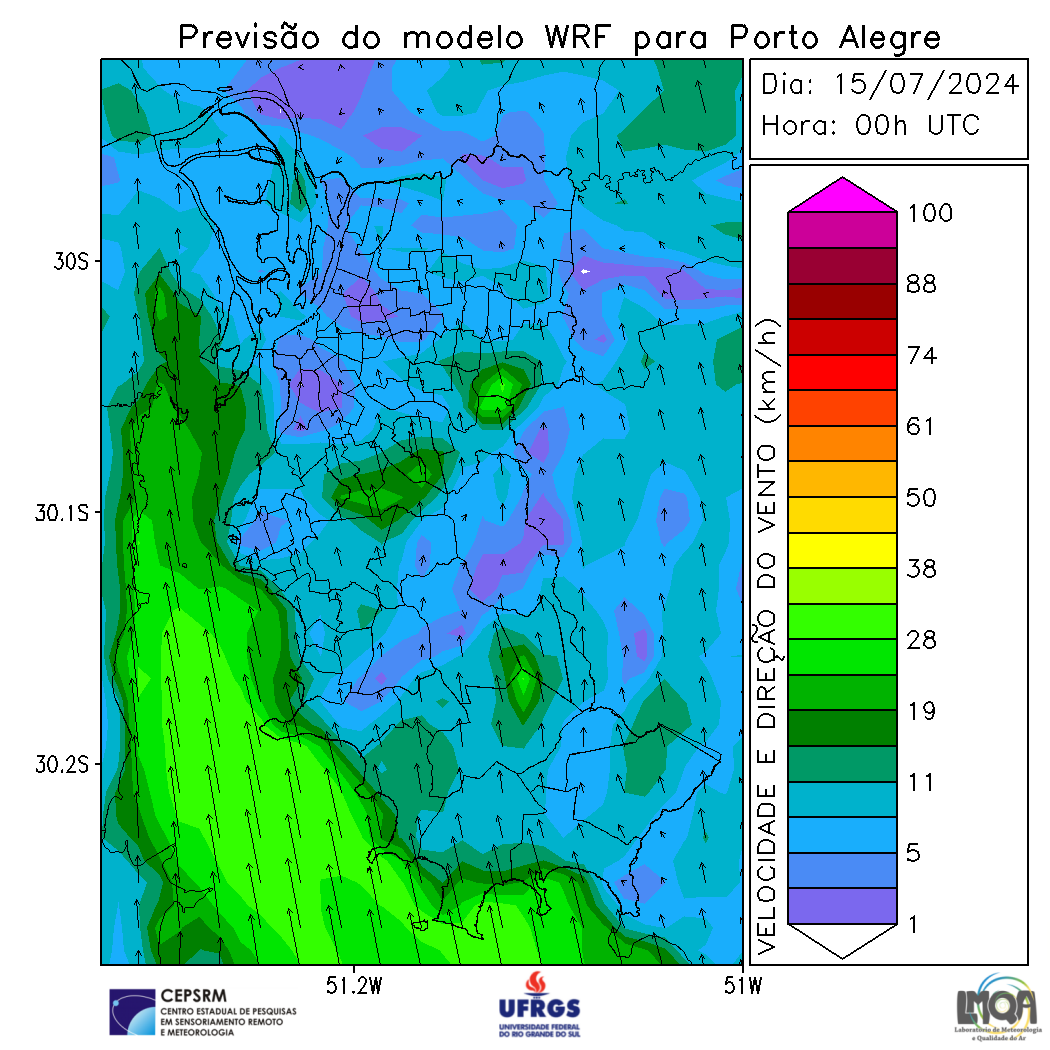 Previsão do modelo WRF para Porto Alegre
Dia: 15/07/2024
Hora: 00h UTC
30S
30.1S
30.2S
51.2W
51W
VELOCIDADE E DIREÇÃO DO VENTO (km/h)
100
88
74
61
50
38
28
19
11
5
1
CEPSRM
CENTRO ESTADUAL DE PESQUISAS
EM SENSORIAMENTO REMOTO
E METEOROLOGIA
UFRGS
UNIVERSIDADE FEDERAL
DO RIO GRANDE DO SUL
LMQA
Laboratório de Meteorologia
e Qualidade do Ar